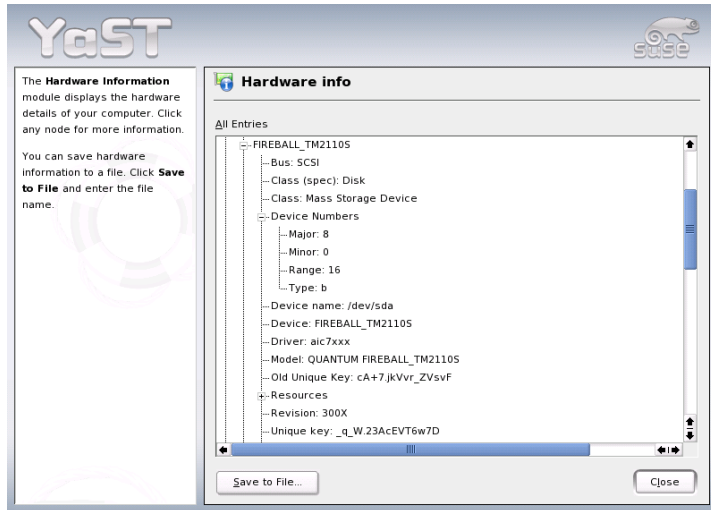 YaST
suse
The Hardware Information
module displays the hardware
details of your computer. Click
any node for more information.
You can save hardware
information to a file. Click Save
to File and enter the file
name.
Hardware info
All Entries
FIREBALL_TM2110S
Bus: SCSI
Class (spec): Disk
Class: Mass Storage Device
Device Numbers
Major: 8
Minor: 0
Range: 16
Type: b
Device name: /dev/sda
Device: FIREBALL_TM2110S
Driver: aic7xxx
Model: QUANTUM FIREBALL_TM2110S
Old Unique Key: cA+7.jkVvr_ZVsvF
Resources
Revision: 300X
Unique key: _q_W.23AcEVT6w7D
Save to File...
Close